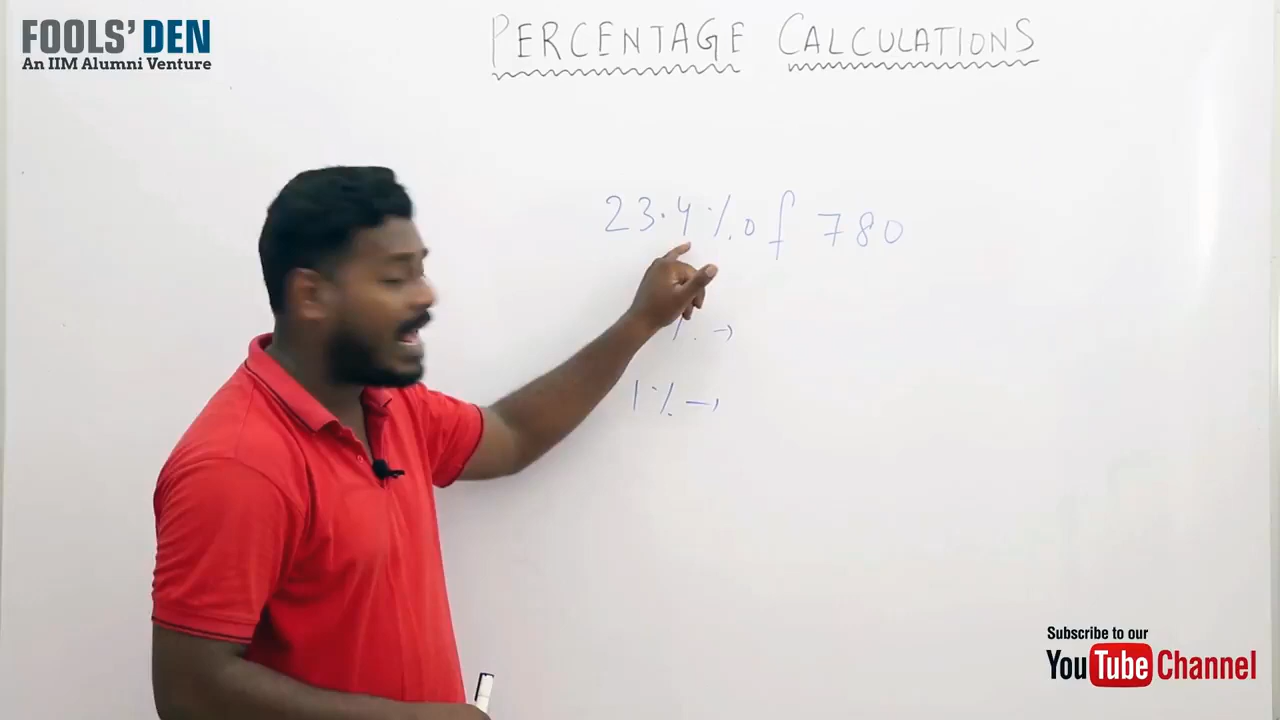 FOOLS' DEN
An IIM Alumni Venture
PERCENTAGE CALCULATIONS
23.4% of 780
% →
1% →
Subscribe to our
YouTube Channel